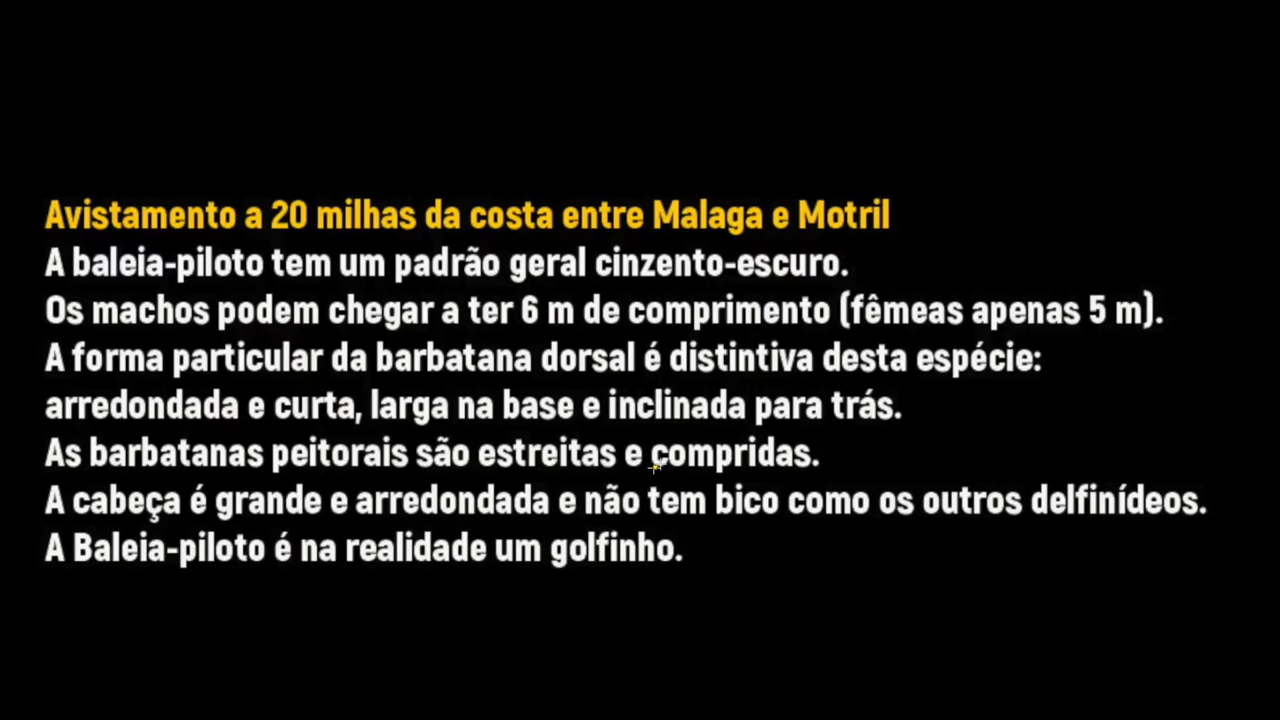 Avistamento a 20 milhas da costa entre Malaga e Motril
A baleia-piloto tem um padrão geral cinzento-escuro.
Os machos podem chegar a ter 6 m de comprimento (fêmeas apenas 5 m).
A forma particular da barbatana dorsal é distintiva desta espécie:
arredondada e curta, larga na base e inclinada para trás.
As barbatanas peitorais são estreitas e compridas.
A cabeça é grande e arredondada e não tem bico como os outros delfinídeos.
A Baleia-piloto é na realidade um golfinho.